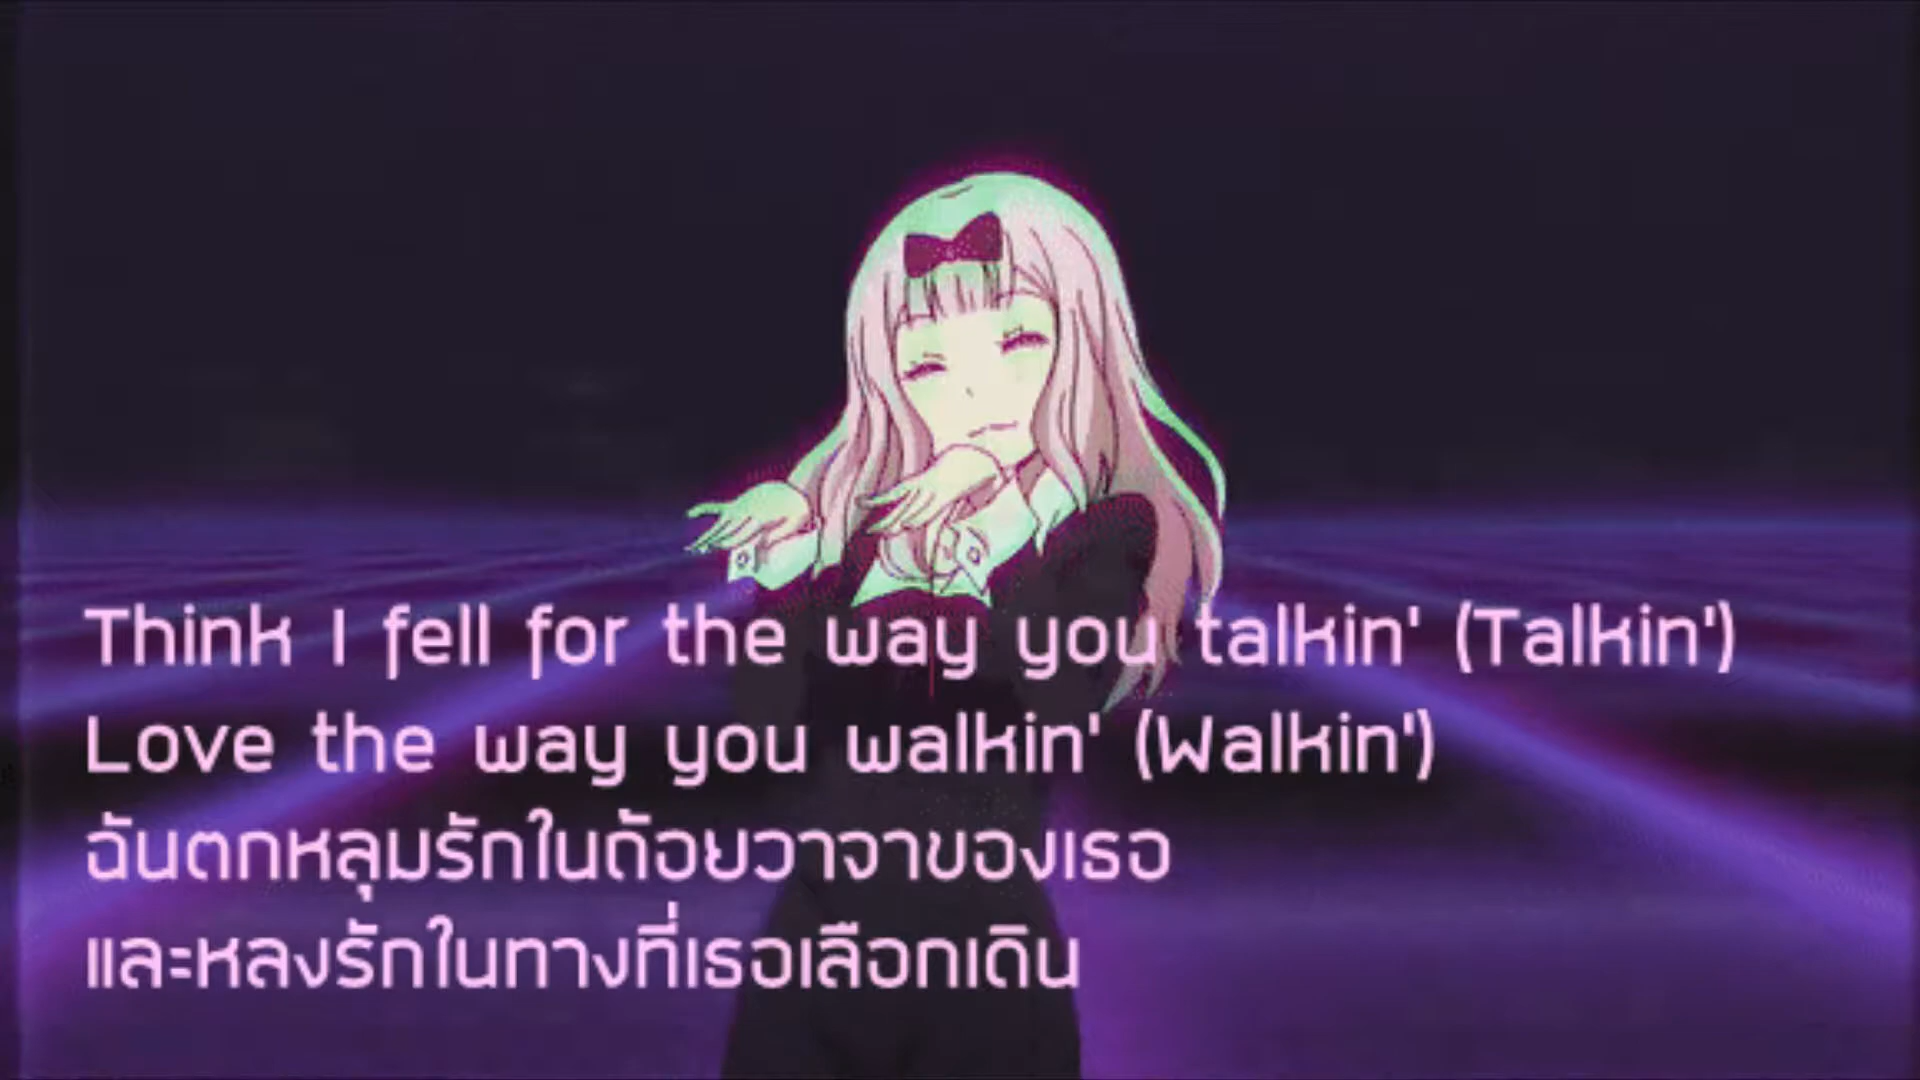 Think I fell for the way you talkin' (Talkin')
Love the way you walkin' (Walkin')
ฉันตกหลุมรักในถ้อยวาจาของเธอ
และหลงรักในทางที่เธอเลือกเดิน